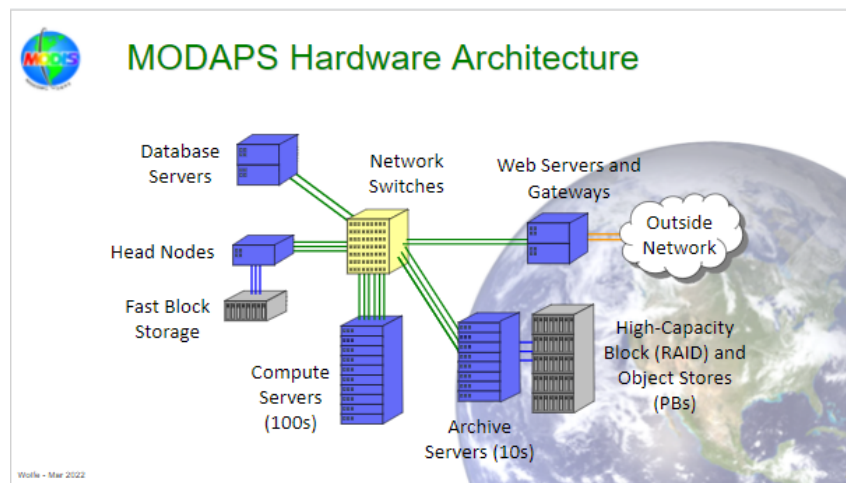 MODIS
MODAPS Hardware Architecture
Database
Servers
Network
Switches
Web Servers and
Gateways
Outside
Network
Head Nodes
Fast Block
Storage
Compute
Servers
(100s)
Archive
Servers (10s)
High-Capacity
Block (RAID) and
Object Stores
(PBs)
Wolfe - Mar 2022